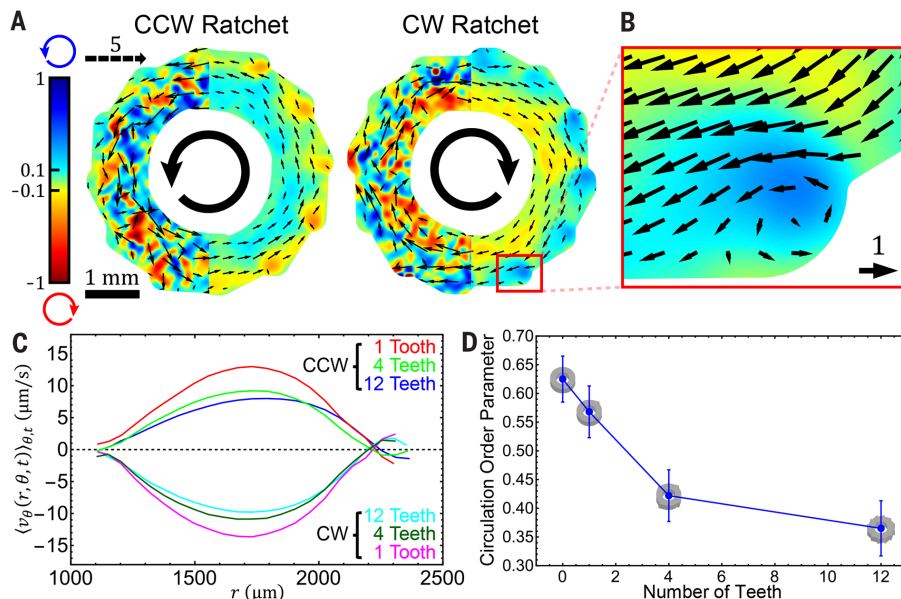 A
CCW Ratchet
CW Ratchet
B
5
1
0.1
-0.1
-1
1 mm
1
C
15
10
5
0
-5
-10
-15
⟨v_θ (r, θ, t)⟩_θ,t (μm/s)
CCW
1 Tooth
4 Teeth
12 Teeth
CW
12 Teeth
4 Teeth
1 Tooth
1000 1500 2000 2500
r (μm)
D
0.70
0.65
0.60
0.55
0.50
0.45
0.40
0.35
0.30
Circulation Order Parameter
0 2 4 6 8 10 12
Number of Teeth